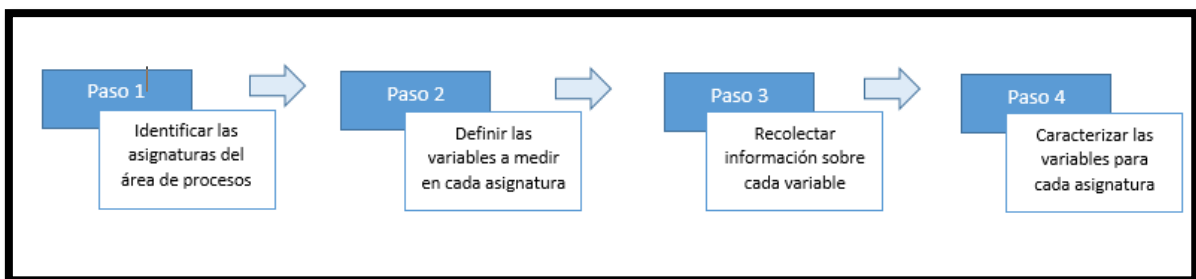 Paso 1
Identificar las
asignaturas del
área de procesos
Paso 2
Definir las
variables a medir
en cada asignatura
Paso 3
Recolectar
información sobre
cada variable
Paso 4
Caracterizar las
variables para
cada asignatura